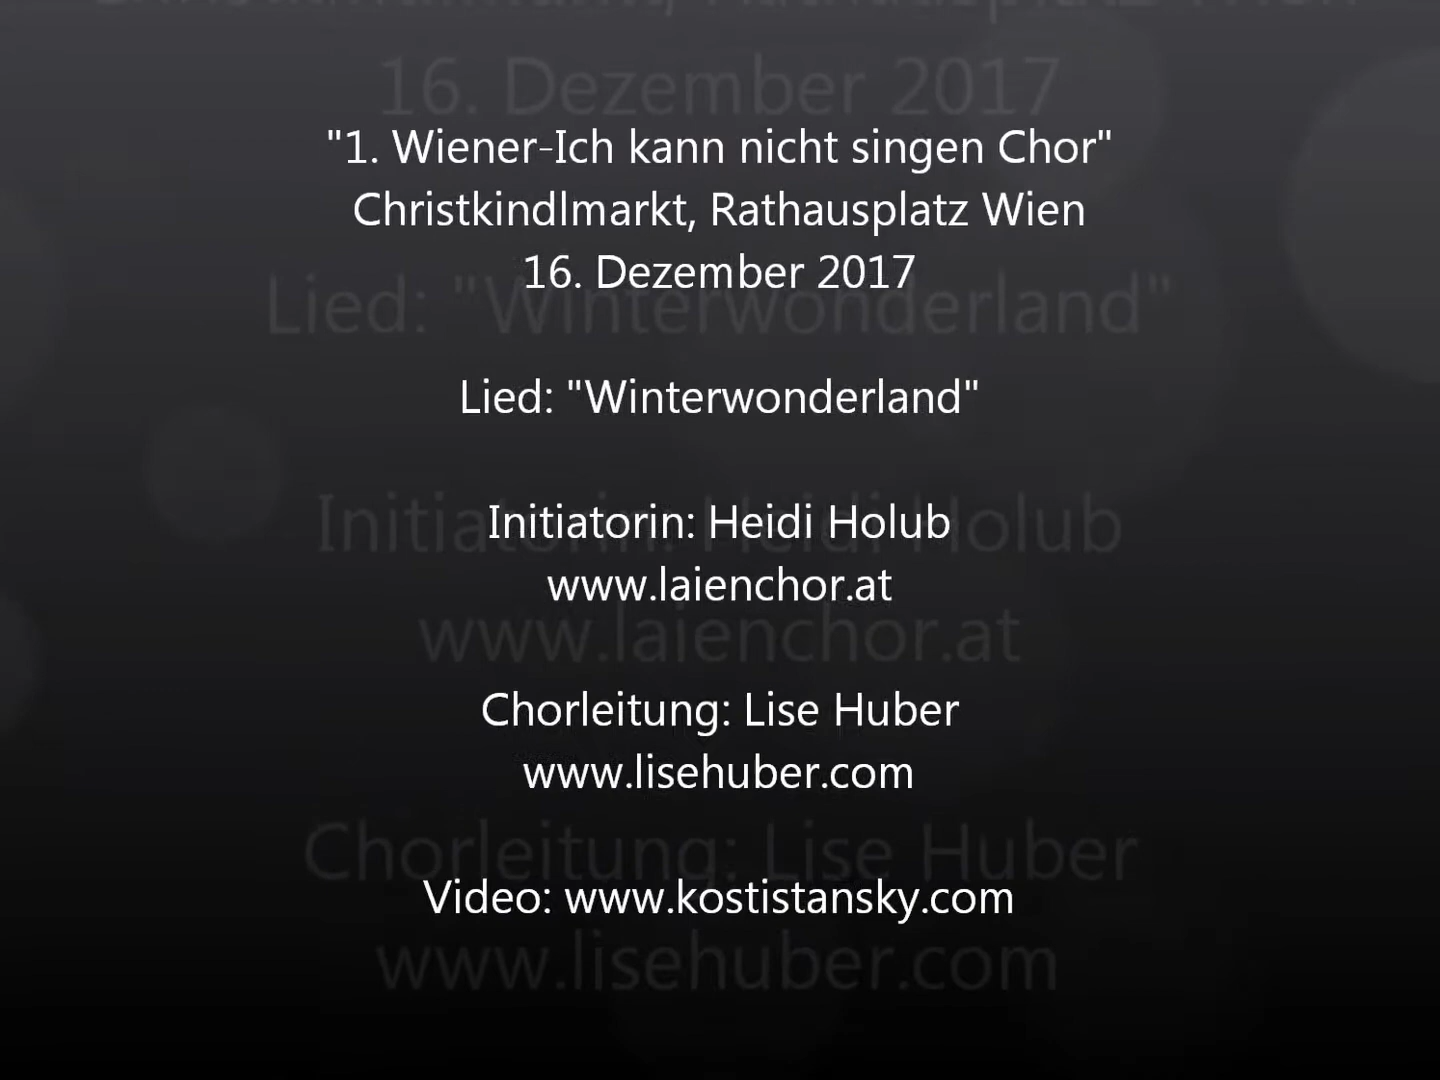 "1. Wiener-Ich kann nicht singen Chor"
Christkindlmarkt, Rathausplatz Wien
16. Dezember 2017
Lied: "Winterwonderland"
Initiatorin: Heidi Holub
www.laienchor.at
Chorleitung: Lise Huber
www.lisehuber.com
Video: www.kostistansky.com